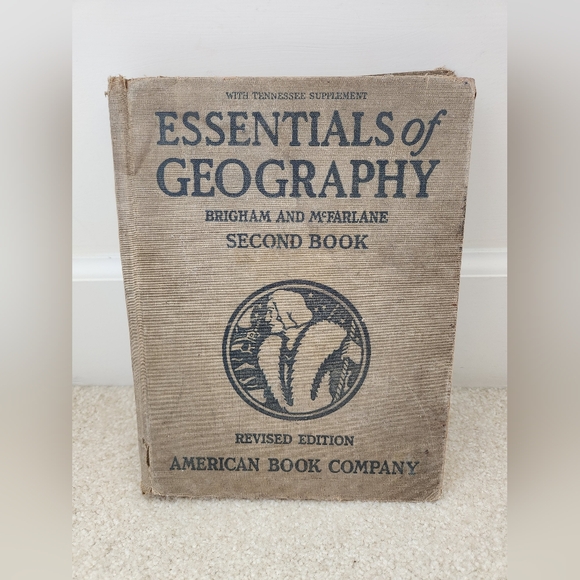 WITH TENNESSEE SUPPLEMENT
ESSENTIALS of
GEOGRAPHY
BRIGHAM AND McFARLANE
SECOND BOOK
REVISED EDITION
AMERICAN BOOK COMPANY